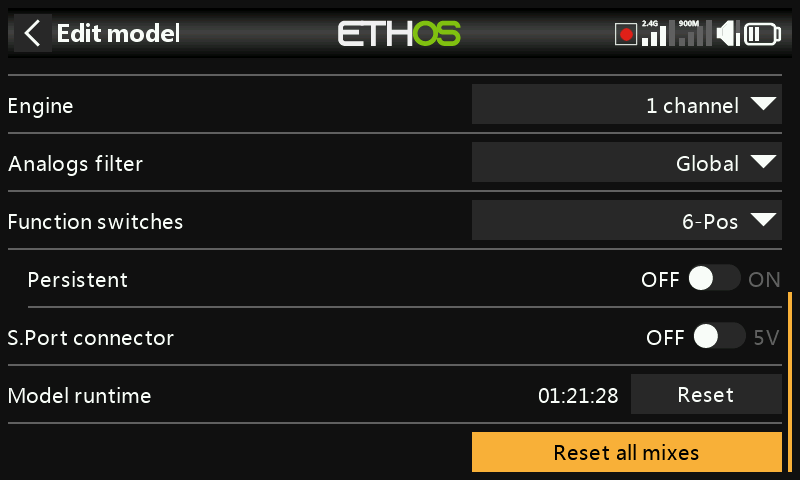 Edit model
ETHOS
2.4G
900M
Engine
1 channel
Analogs filter
Global
Function switches
6-Pos
Persistent
OFF ON
S.Port connector
OFF 5V
Model runtime
01:21:28
Reset
Reset all mixes